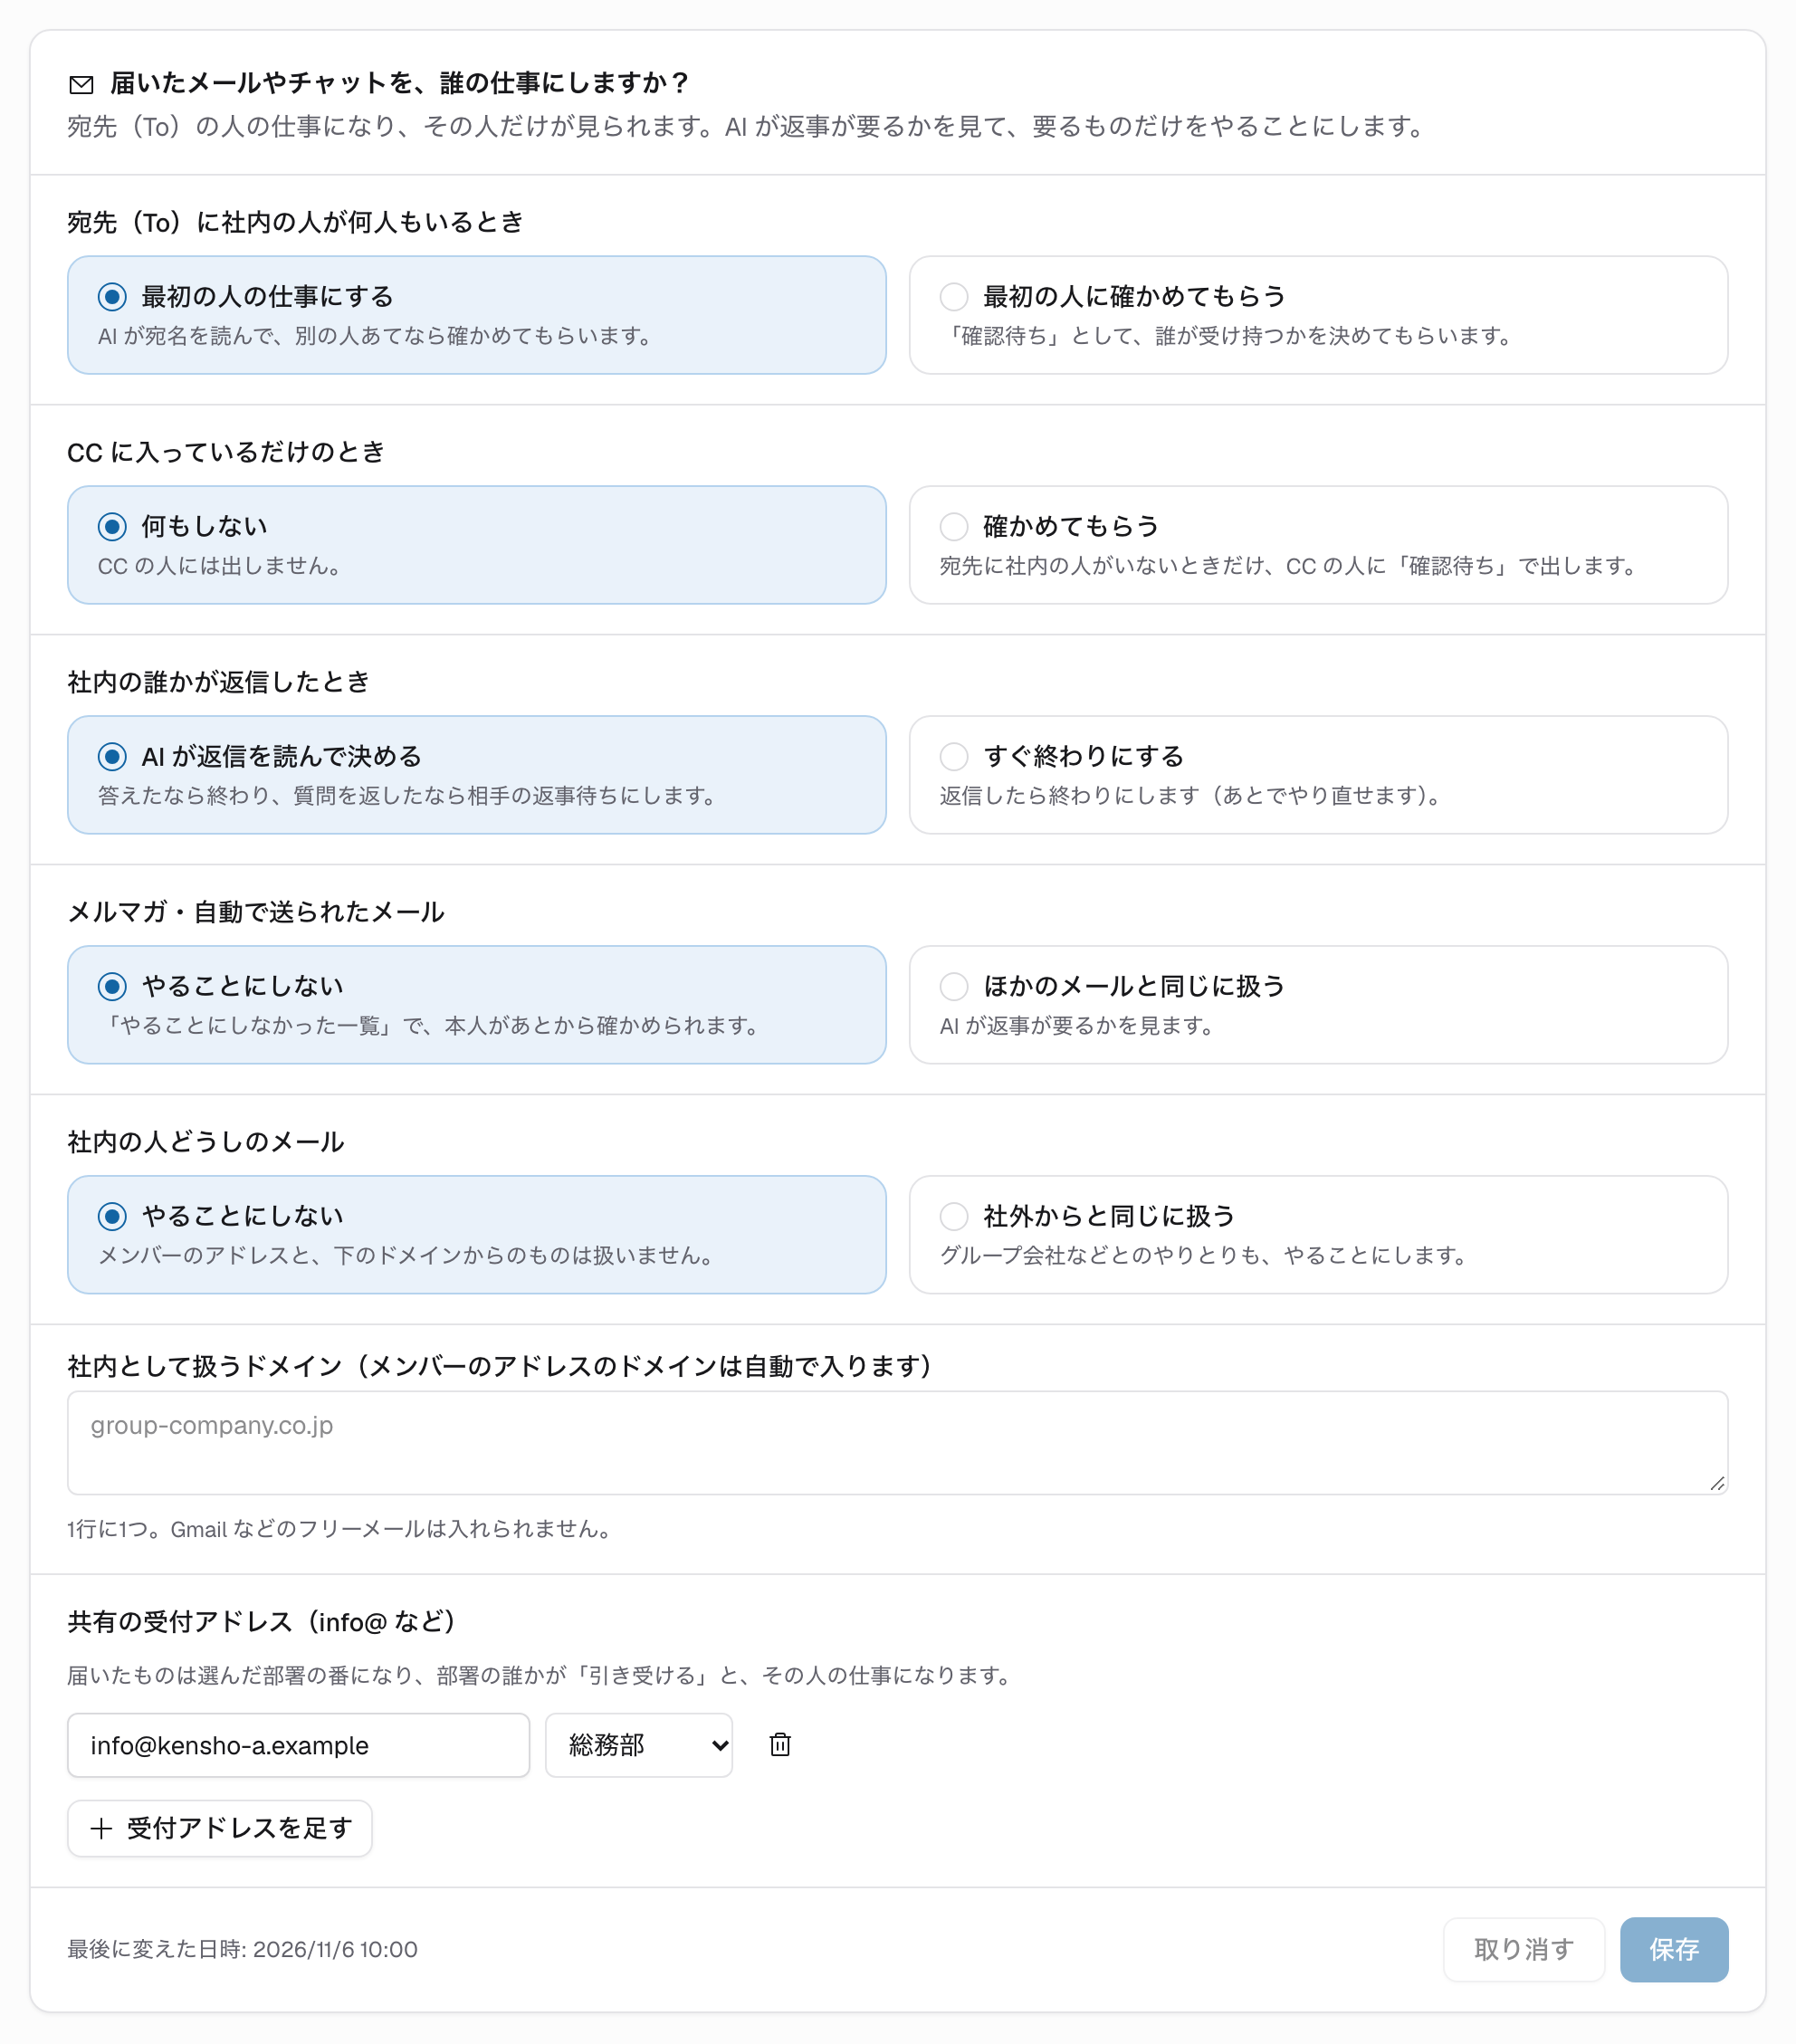 届いたメールやチャットを、誰の仕事にしますか？
宛先（To）の人の仕事になり、その人だけが見られます。AI が返事が要るかを見て、要るものだけをやることにします。
宛先（To）に社内の人が何人もいるとき
最初の人の仕事にする
AI が宛名を読んで、別の人あてなら確かめてもらいます。
最初の人に確かめてもらう
「確認待ち」として、誰が受け持つかを決めてもらいます。
CC に入っているだけのとき
何もしない
CC の人には出しません。
確かめてもらう
宛先に社内の人がいないときだけ、CC の人に「確認待ち」で出します。
社内の誰かが返信したとき
AI が返信を読んで決める
答えたなら終わり、質問を返したなら相手の返事待ちにします。
すぐ終わりにする
返信したら終わりにします（あとでやり直せます）。
メルマガ・自動で送られたメール
やることにしない
「やることにしなかった一覧」で、本人があとから確かめられます。
ほかのメールと同じに扱う
AI が返事が要るかを見ます。
社内の人どうしのメール
やることにしない
メンバーのアドレスと、下のドメインからのものは扱いません。
社外からと同じに扱う
グループ会社などとのやりとりも、やることにします。
社内として扱うドメイン（メンバーのアドレスのドメインは自動で入ります）
group-company.co.jp
1行に1つ。Gmail などのフリーメールは入れられません。
共有の受付アドレス（info@ など）
届いたものは選んだ部署の番になり、部署の誰かが「引き受ける」と、その人の仕事になります。
info@kensho-a.example
総務部
受付アドレスを足す
最後に変えた日時: 2026/11/6 10:00
取り消す
保存